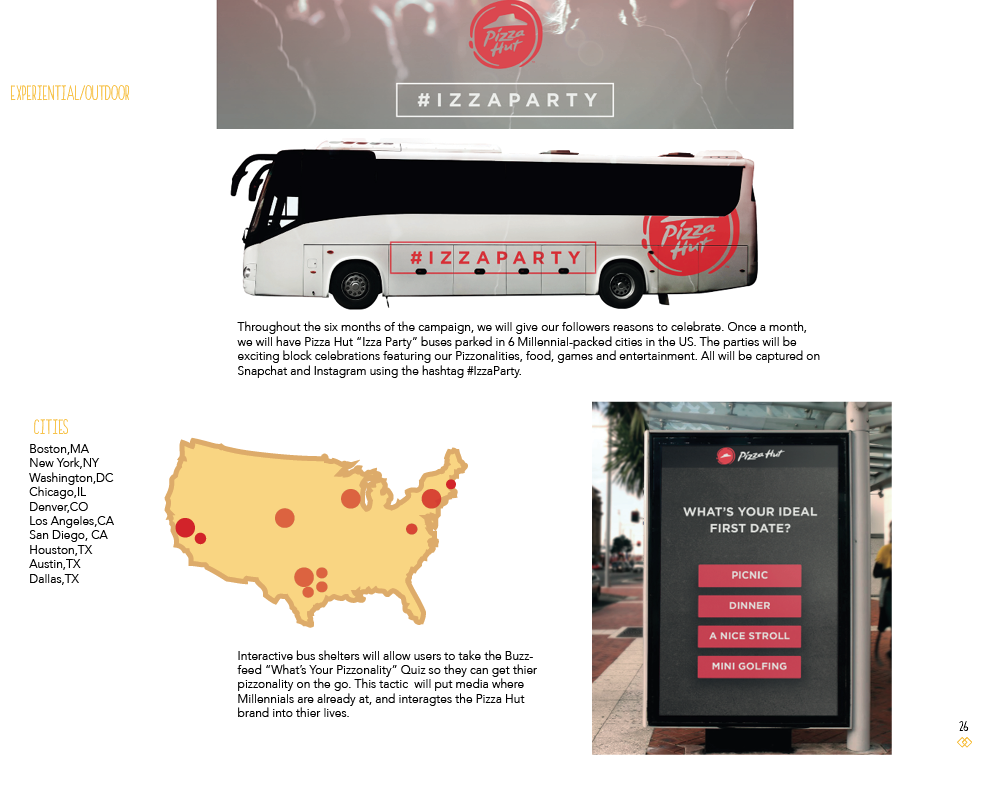 Pizza
Hut
#IZZAPARTY
EXPERIENTIAL/OUTDOOR
#IZZAPARTY
Pizza
Hut
Throughout the six months of the campaign, we will give our followers reasons to celebrate. Once a month,
we will have Pizza Hut “Izza Party” buses parked in 6 Millennial-packed cities in the US. The parties will be
exciting block celebrations featuring our Pizzonalities, food, games and entertainment. All will be captured on
Snapchat and Instagram using the hashtag #IzzaParty.
CITIES
Boston,MA
New York,NY
Washington,DC
Chicago,IL
Denver,CO
Los Angeles,CA
San Diego, CA
Houston,TX
Austin,TX
Dallas,TX
Interactive bus shelters will allow users to take the Buzz-
feed “What’s Your Pizzonality” Quiz so they can get thier
pizzonality on the go. This tactic  will put media where
Millennials are already at, and interagtes the Pizza Hut
brand into thier lives.
Pizza Hut
WHAT'S YOUR IDEAL
FIRST DATE?
PICNIC
DINNER
A NICE STROLL
MINI GOLFING
26